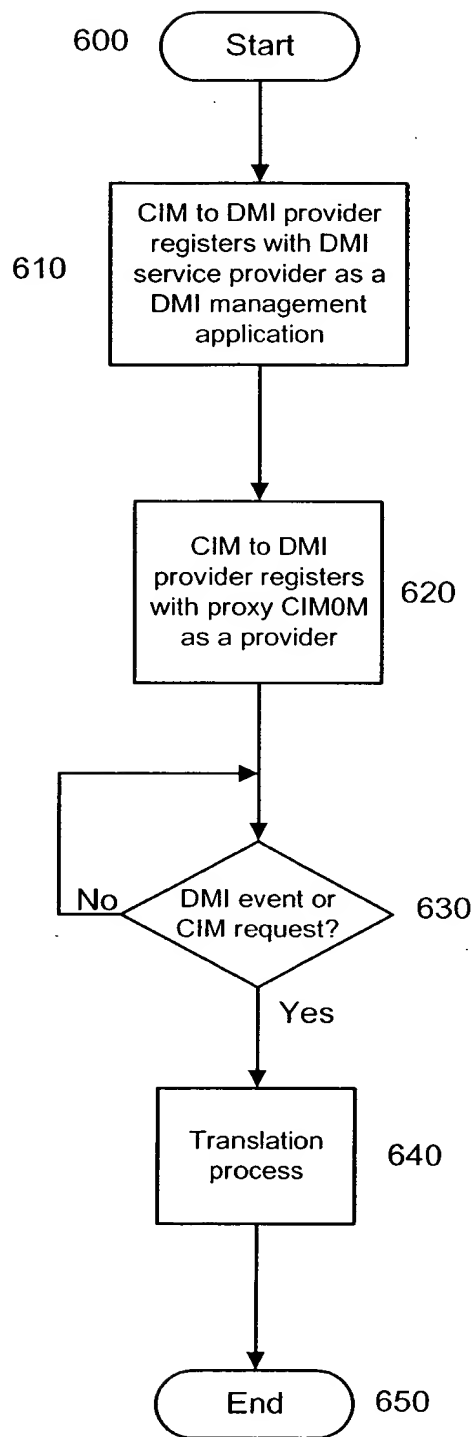 600
Start
610
CIM to DMI provider
registers with DMI
service provider as a
DMI management
application
CIM to DMI
provider registers
with proxy CIM0M
as a provider
620
No
DMI event or
CIM request?
630
Yes
Translation
process
640
End
650